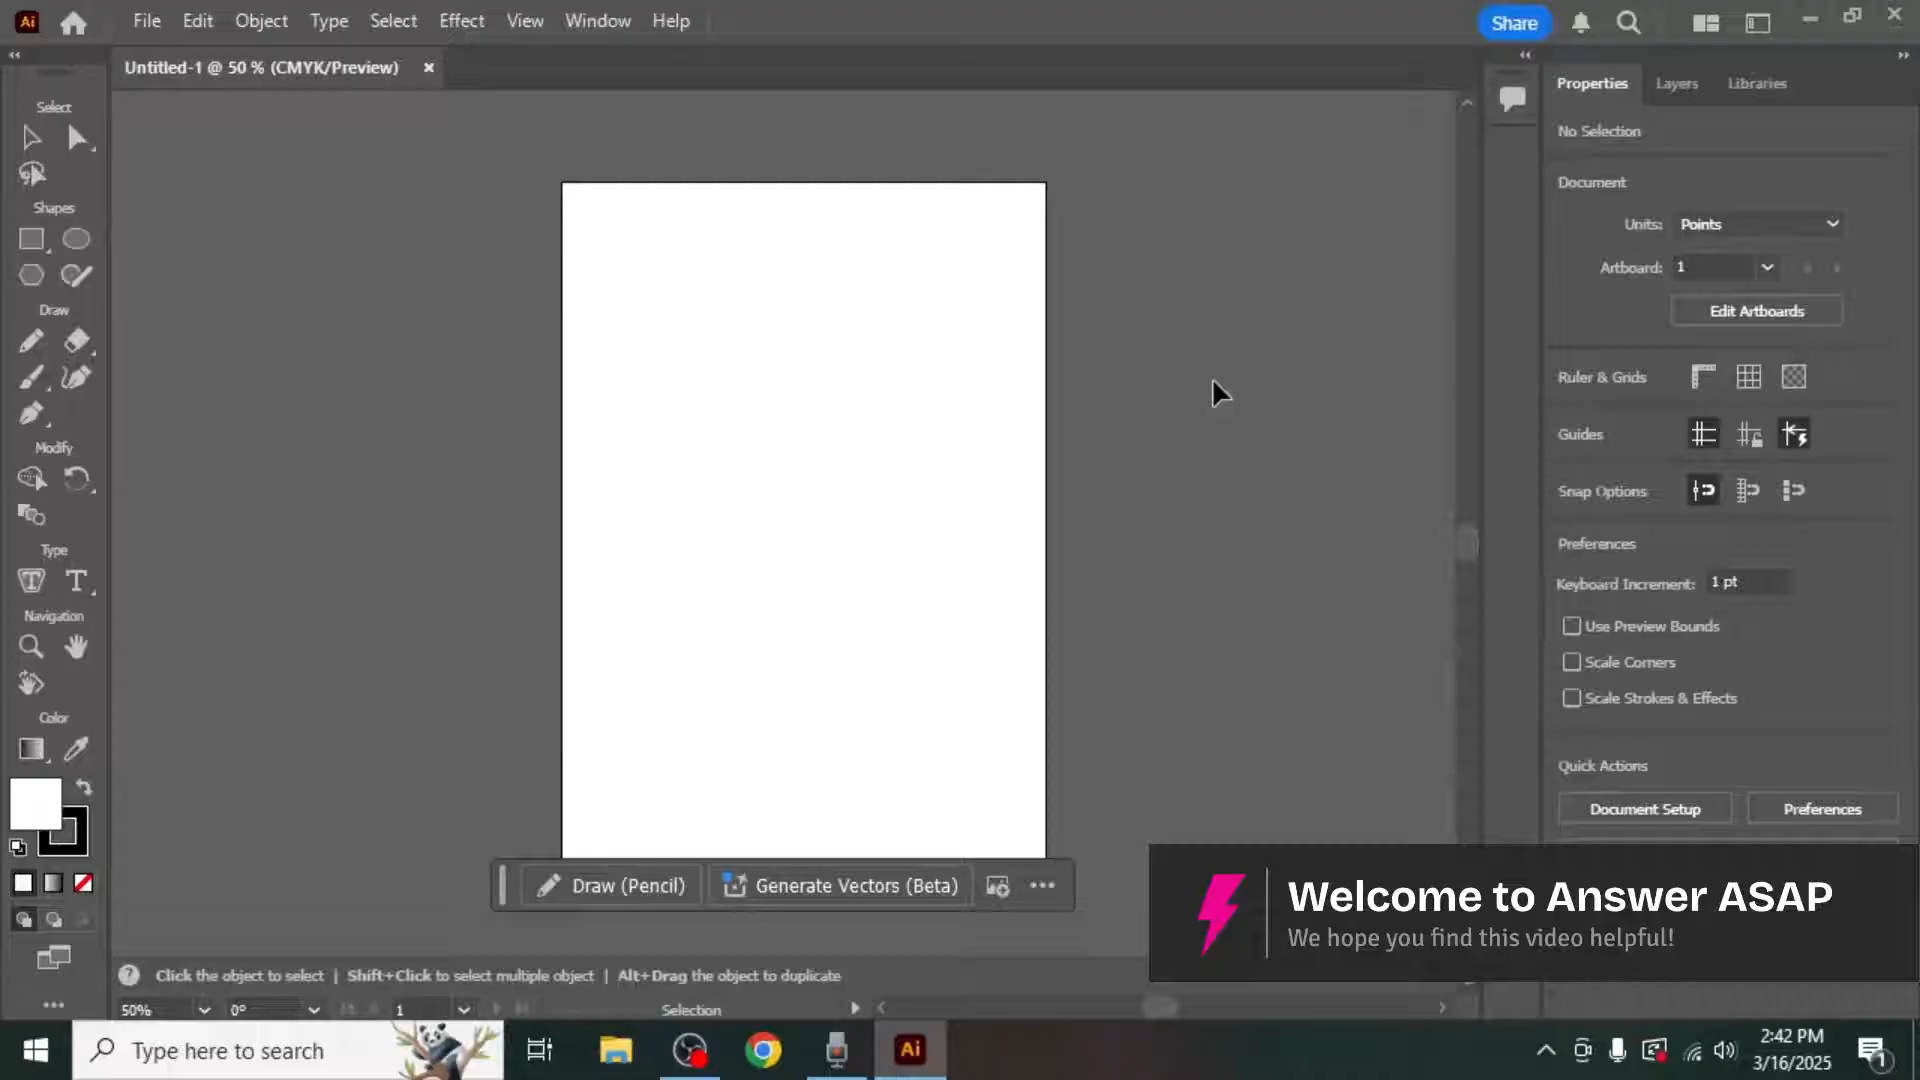 Ai File Edit Object Type Select Effect View Window Help Share
Untitled-1 @ 50 % (CMYK/Preview) ×
Properties Layers Libraries
Select
No Selection
Document
Shapes
Units: Points
Artboard: 1
Edit Artboards
Draw
Ruler & Grids
Guides
Modify
Snap Options
Type
Preferences
Keyboard Increment: 1 pt
Navigation
Use Preview Bounds
Scale Corners
Scale Strokes & Effects
Color
Quick Actions
Document Setup Preferences
Draw (Pencil) Generate Vectors (Beta)
Welcome to Answer ASAP
We hope you find this video helpful!
Click the object to select | Shift+Click to select multiple object | Alt+Drag the object to duplicate
50% 0° 1 Selection
Type here to search
Ai
2:42 PM
3/16/2025
1